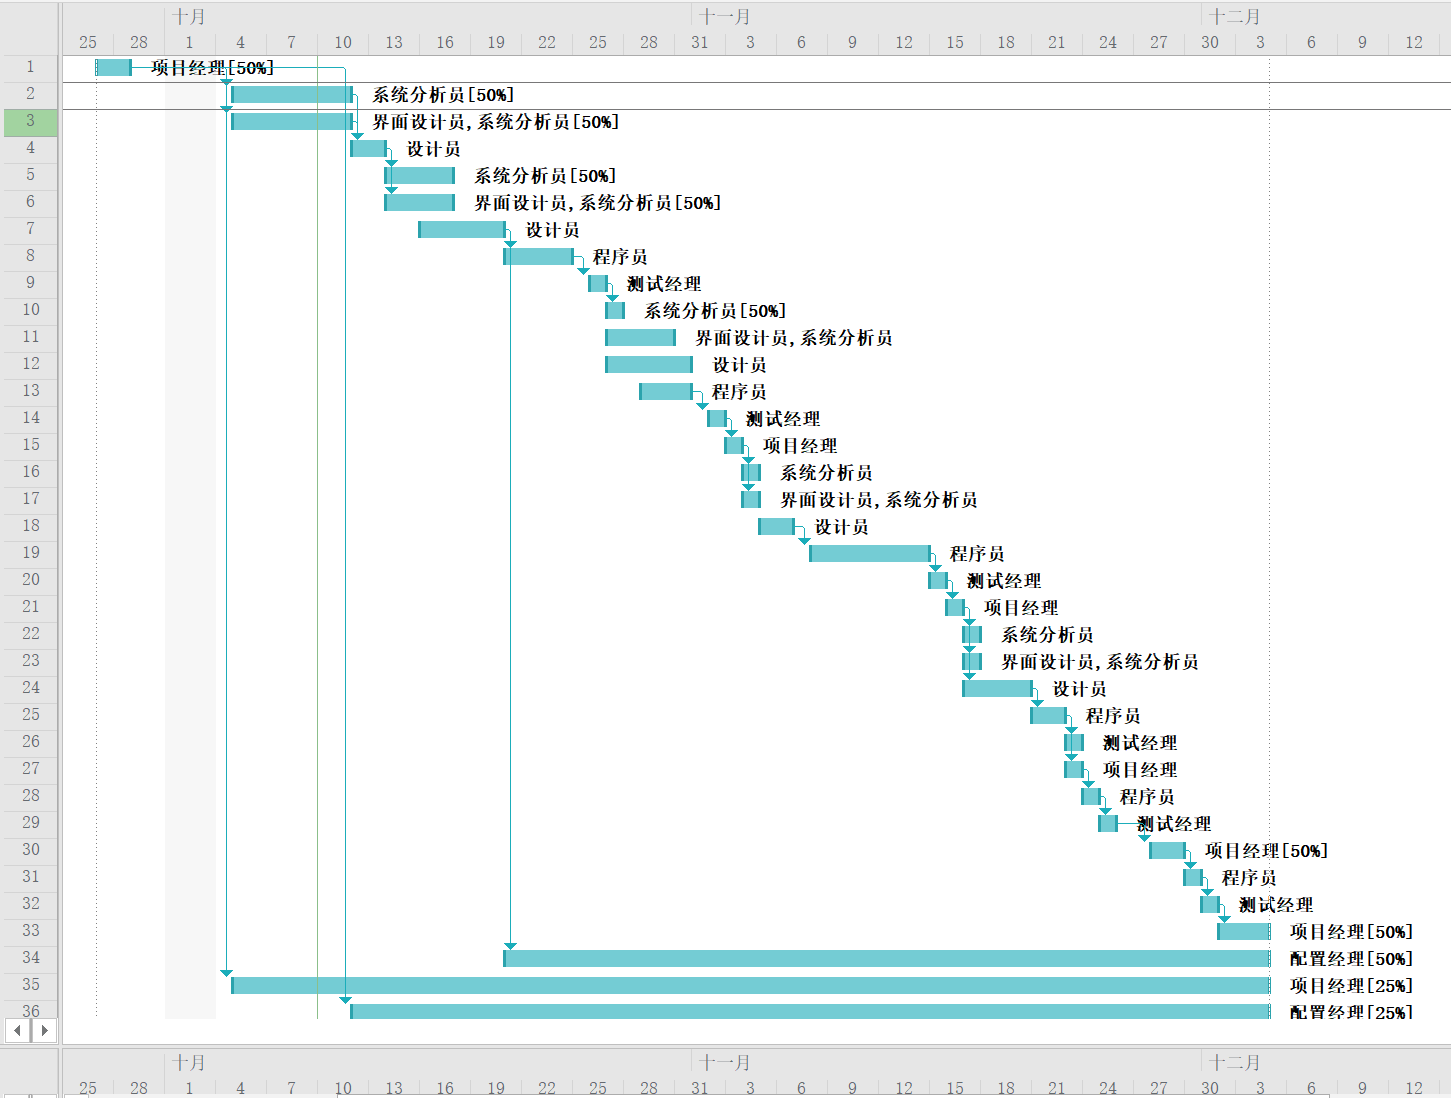 十月 十一月 十二月
25 28 1 4 7 10 13 16 19 22 25 28 31 3 6 9 12 15 18 21 24 27 30 3 6 9 12
1 项目经理[50%]
2 系统分析员[50%]
3 界面设计员,系统分析员[50%]
4 设计员
5 系统分析员[50%]
6 界面设计员,系统分析员[50%]
7 设计员
8 程序员
9 测试经理
10 系统分析员[50%]
11 界面设计员,系统分析员
12 设计员
13 程序员
14 测试经理
15 项目经理
16 系统分析员
17 界面设计员,系统分析员
18 设计员
19 程序员
20 测试经理
21 项目经理
22 系统分析员
23 界面设计员,系统分析员
24 设计员
25 程序员
26 测试经理
27 项目经理
28 程序员
29 测试经理
30 项目经理[50%]
31 程序员
32 测试经理
33 项目经理[50%]
34 配置经理[50%]
35 项目经理[25%]
36 配置经理[25%]
十月 十一月 十二月
25 28 1 4 7 10 13 16 19 22 25 28 31 3 6 9 12 15 18 21 24 27 30 3 6 9 12